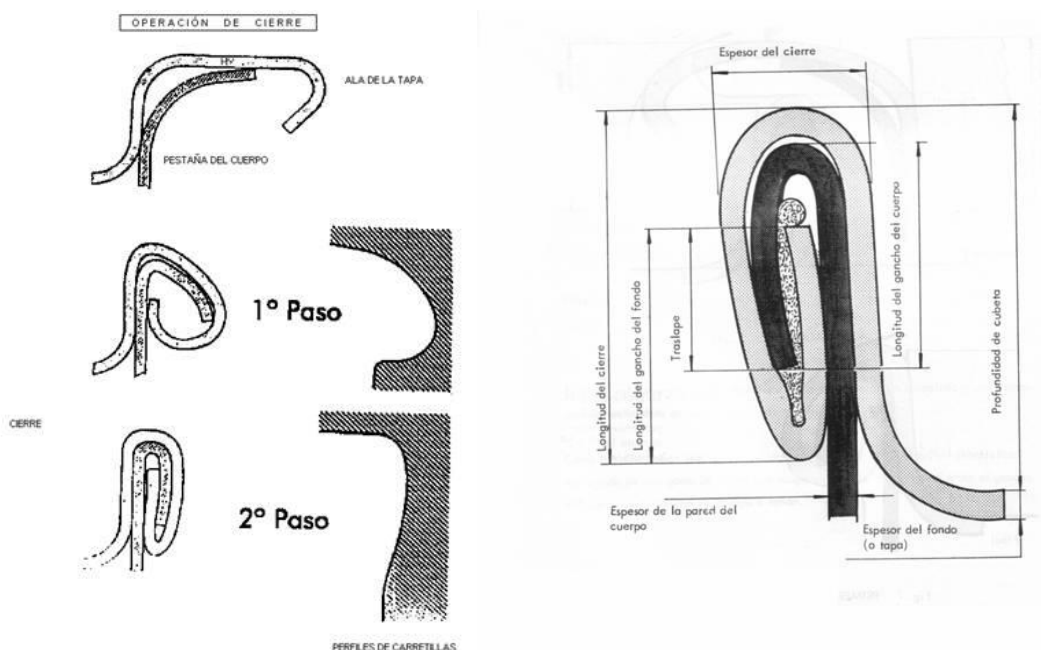 OPERACIÓN DE CIERRE
ALA DE LA TAPA
PESTAÑA DEL CUERPO
1º Paso
CIERRE
2º Paso
PERFILES DE CARRETILLAS
Espesor del cierre
Longitud del cierre
Longitud del gancho del fondo
Traslape
Longitud del gancho del cuerpo
Profundidad de cubeta
Espesor de la pared del
cuerpo
Espesor del fondo
(o tapa)